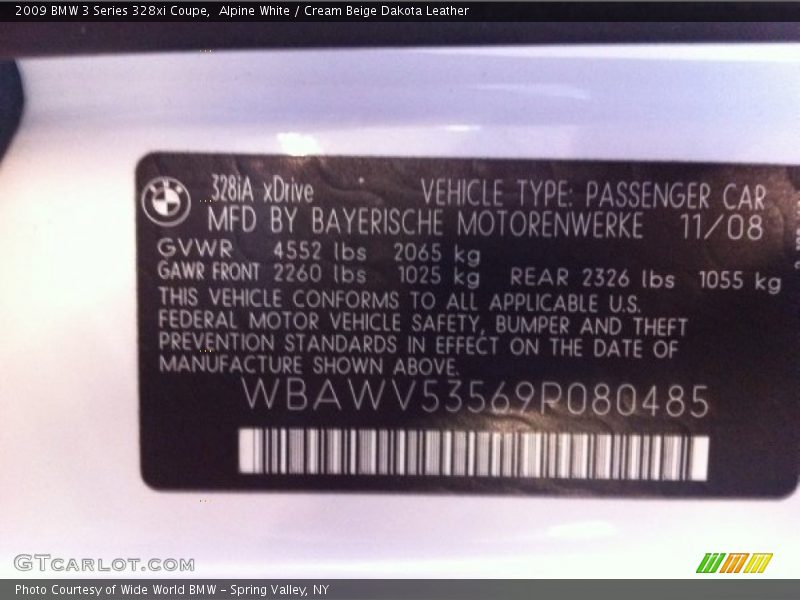 2009 BMW 3 Series 328xi Coupe, Alpine White / Cream Beige Dakota Leather
328iA xDrive VEHICLE TYPE: PASSENGER CAR
MFD BY BAYERISCHE MOTORENWERKE 11/08
GVWR 4552 lbs 2065 kg
GAWR FRONT 2260 lbs 1025 kg REAR 2326 lbs 1055 kg
THIS VEHICLE CONFORMS TO ALL APPLICABLE U.S.
FEDERAL MOTOR VEHICLE SAFETY, BUMPER AND THEFT
PREVENTION STANDARDS IN EFFECT ON THE DATE OF
MANUFACTURE SHOWN ABOVE.
WBAWV53569P080485
GTCARLOT.COM
Photo Courtesy of Wide World BMW - Spring Valley, NY